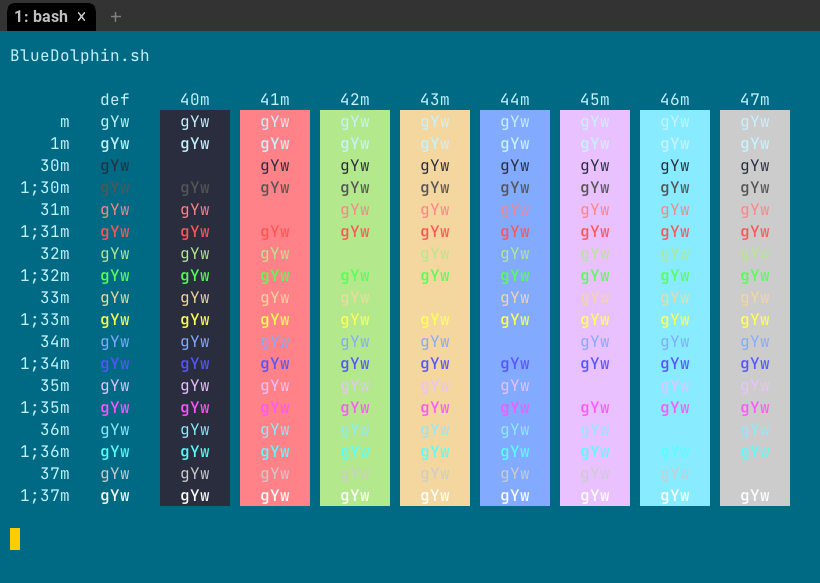 1: bash × +
BlueDolphin.sh
def 40m 41m 42m 43m 44m 45m 46m 47m
m gYw gYw gYw gYw gYw gYw gYw gYw gYw
1m gYw gYw gYw gYw gYw gYw gYw gYw gYw
30m gYw gYw gYw gYw gYw gYw gYw gYw
1;30m gYw gYw gYw gYw gYw gYw gYw gYw gYw
31m gYw gYw gYw gYw gYw gYw gYw gYw
1;31m gYw gYw gYw gYw gYw gYw gYw gYw gYw
32m gYw gYw gYw gYw gYw gYw gYw gYw
1;32m gYw gYw gYw gYw gYw gYw gYw gYw gYw
33m gYw gYw gYw gYw gYw gYw gYw gYw
1;33m gYw gYw gYw gYw gYw gYw gYw gYw gYw
34m gYw gYw gYw gYw gYw gYw gYw gYw
1;34m gYw gYw gYw gYw gYw gYw gYw gYw gYw
35m gYw gYw gYw gYw gYw gYw gYw gYw
1;35m gYw gYw gYw gYw gYw gYw gYw gYw gYw
36m gYw gYw gYw gYw gYw gYw gYw gYw
1;36m gYw gYw gYw gYw gYw gYw gYw gYw gYw
37m gYw gYw gYw gYw gYw gYw gYw gYw
1;37m gYw gYw gYw gYw gYw gYw gYw gYw gYw